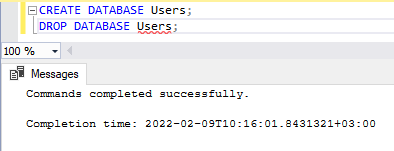 CREATE DATABASE Users;
DROP DATABASE Users;
100 %
Messages
Commands completed successfully.
Completion time: 2022-02-09T10:16:01.8431321+03:00